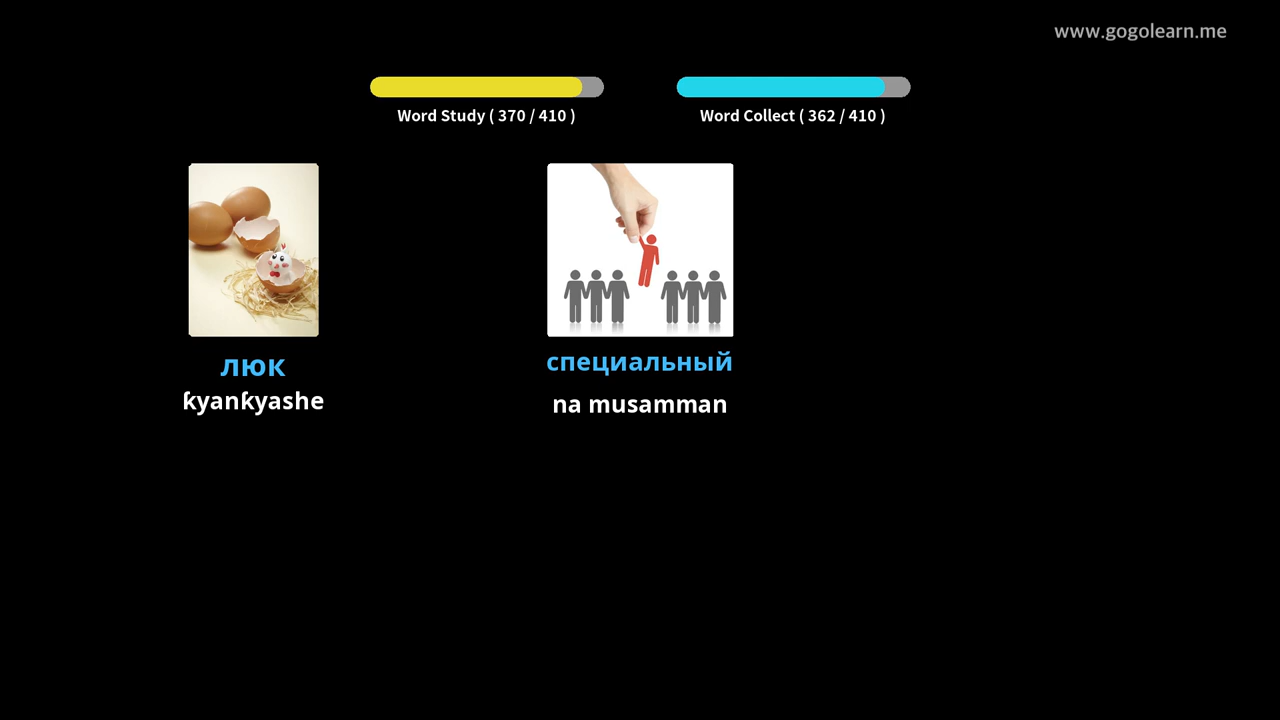 www.gogolearn.me
Word Study ( 370 / 410 )
Word Collect ( 362 / 410 )
люк
ƙyanƙyashe
специальный
na musamman